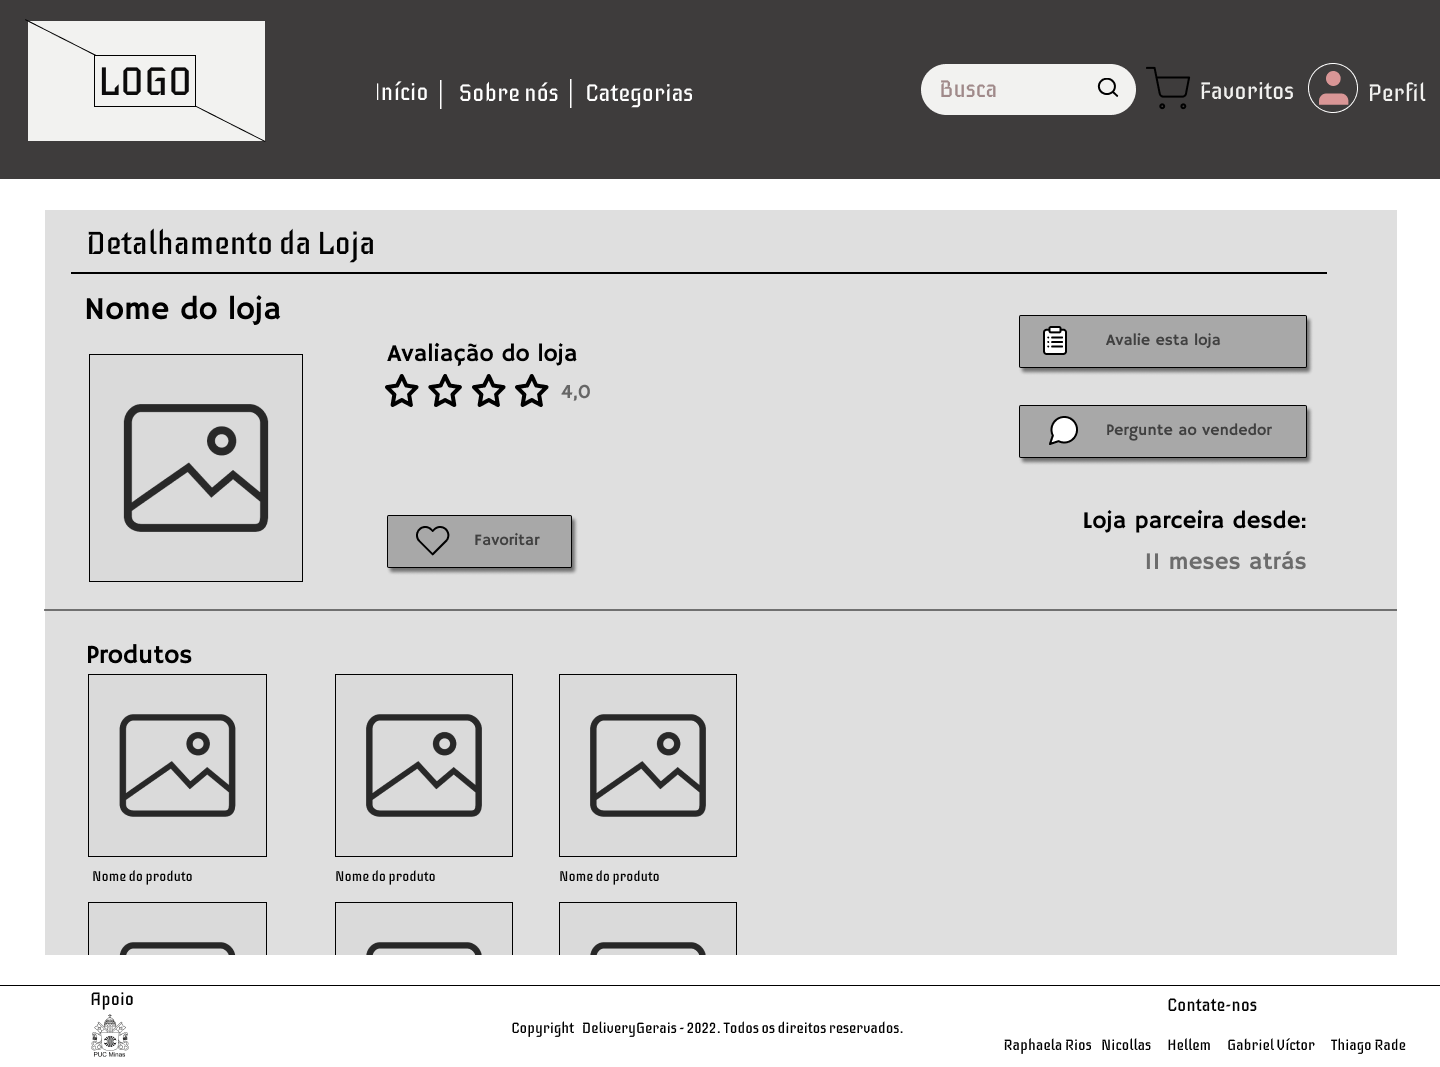 LOGO
Início | Sobre nós | Categorias
Busca
Favoritos
Perfil
Detalhamento da Loja
Nome do loja
Avaliação do loja
4,0
Favoritar
Avalie esta loja
Pergunte ao vendedor
Loja parceira desde:
11 meses atrás
Produtos
Nome do produto
Nome do produto
Nome do produto
Apoio
PUC Minas
Copyright DeliveryGerais - 2022. Todos os direitos reservados.
Contate-nos
Raphaela Rios Nicollas Hellem Gabriel Víctor Thiago Rade